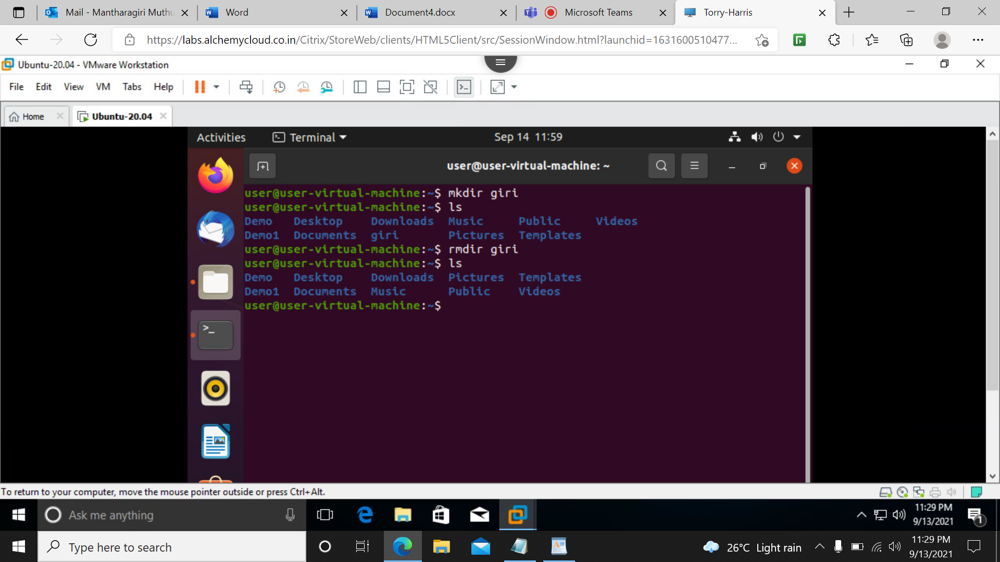 Mail - Mantharagiri Muthu
Word
Document4.docx
Microsoft Teams
Torry-Harris
https://labs.alchemycloud.co.in/Citrix/StoreWeb/clients/HTML5Client/src/SessionWindow.html?launchid=1631600510477...
Ubuntu-20.04 - VMware Workstation
File Edit View VM Tabs Help
Home
Ubuntu-20.04
Activities
Terminal
Sep 14 11:59
user@user-virtual-machine: ~
user@user-virtual-machine:~$ mkdir giri
user@user-virtual-machine:~$ ls
Demo Desktop Downloads Music Public Videos
Demo1 Documents giri Pictures Templates
user@user-virtual-machine:~$ rmdir giri
user@user-virtual-machine:~$ ls
Demo Desktop Downloads Pictures Templates
Demo1 Documents Music Public Videos
user@user-virtual-machine:~$
To return to your computer, move the mouse pointer outside or press Ctrl+Alt.
Ask me anything
11:29 PM
9/13/2021
1
Type here to search
26°C Light rain
11:29 PM
9/13/2021